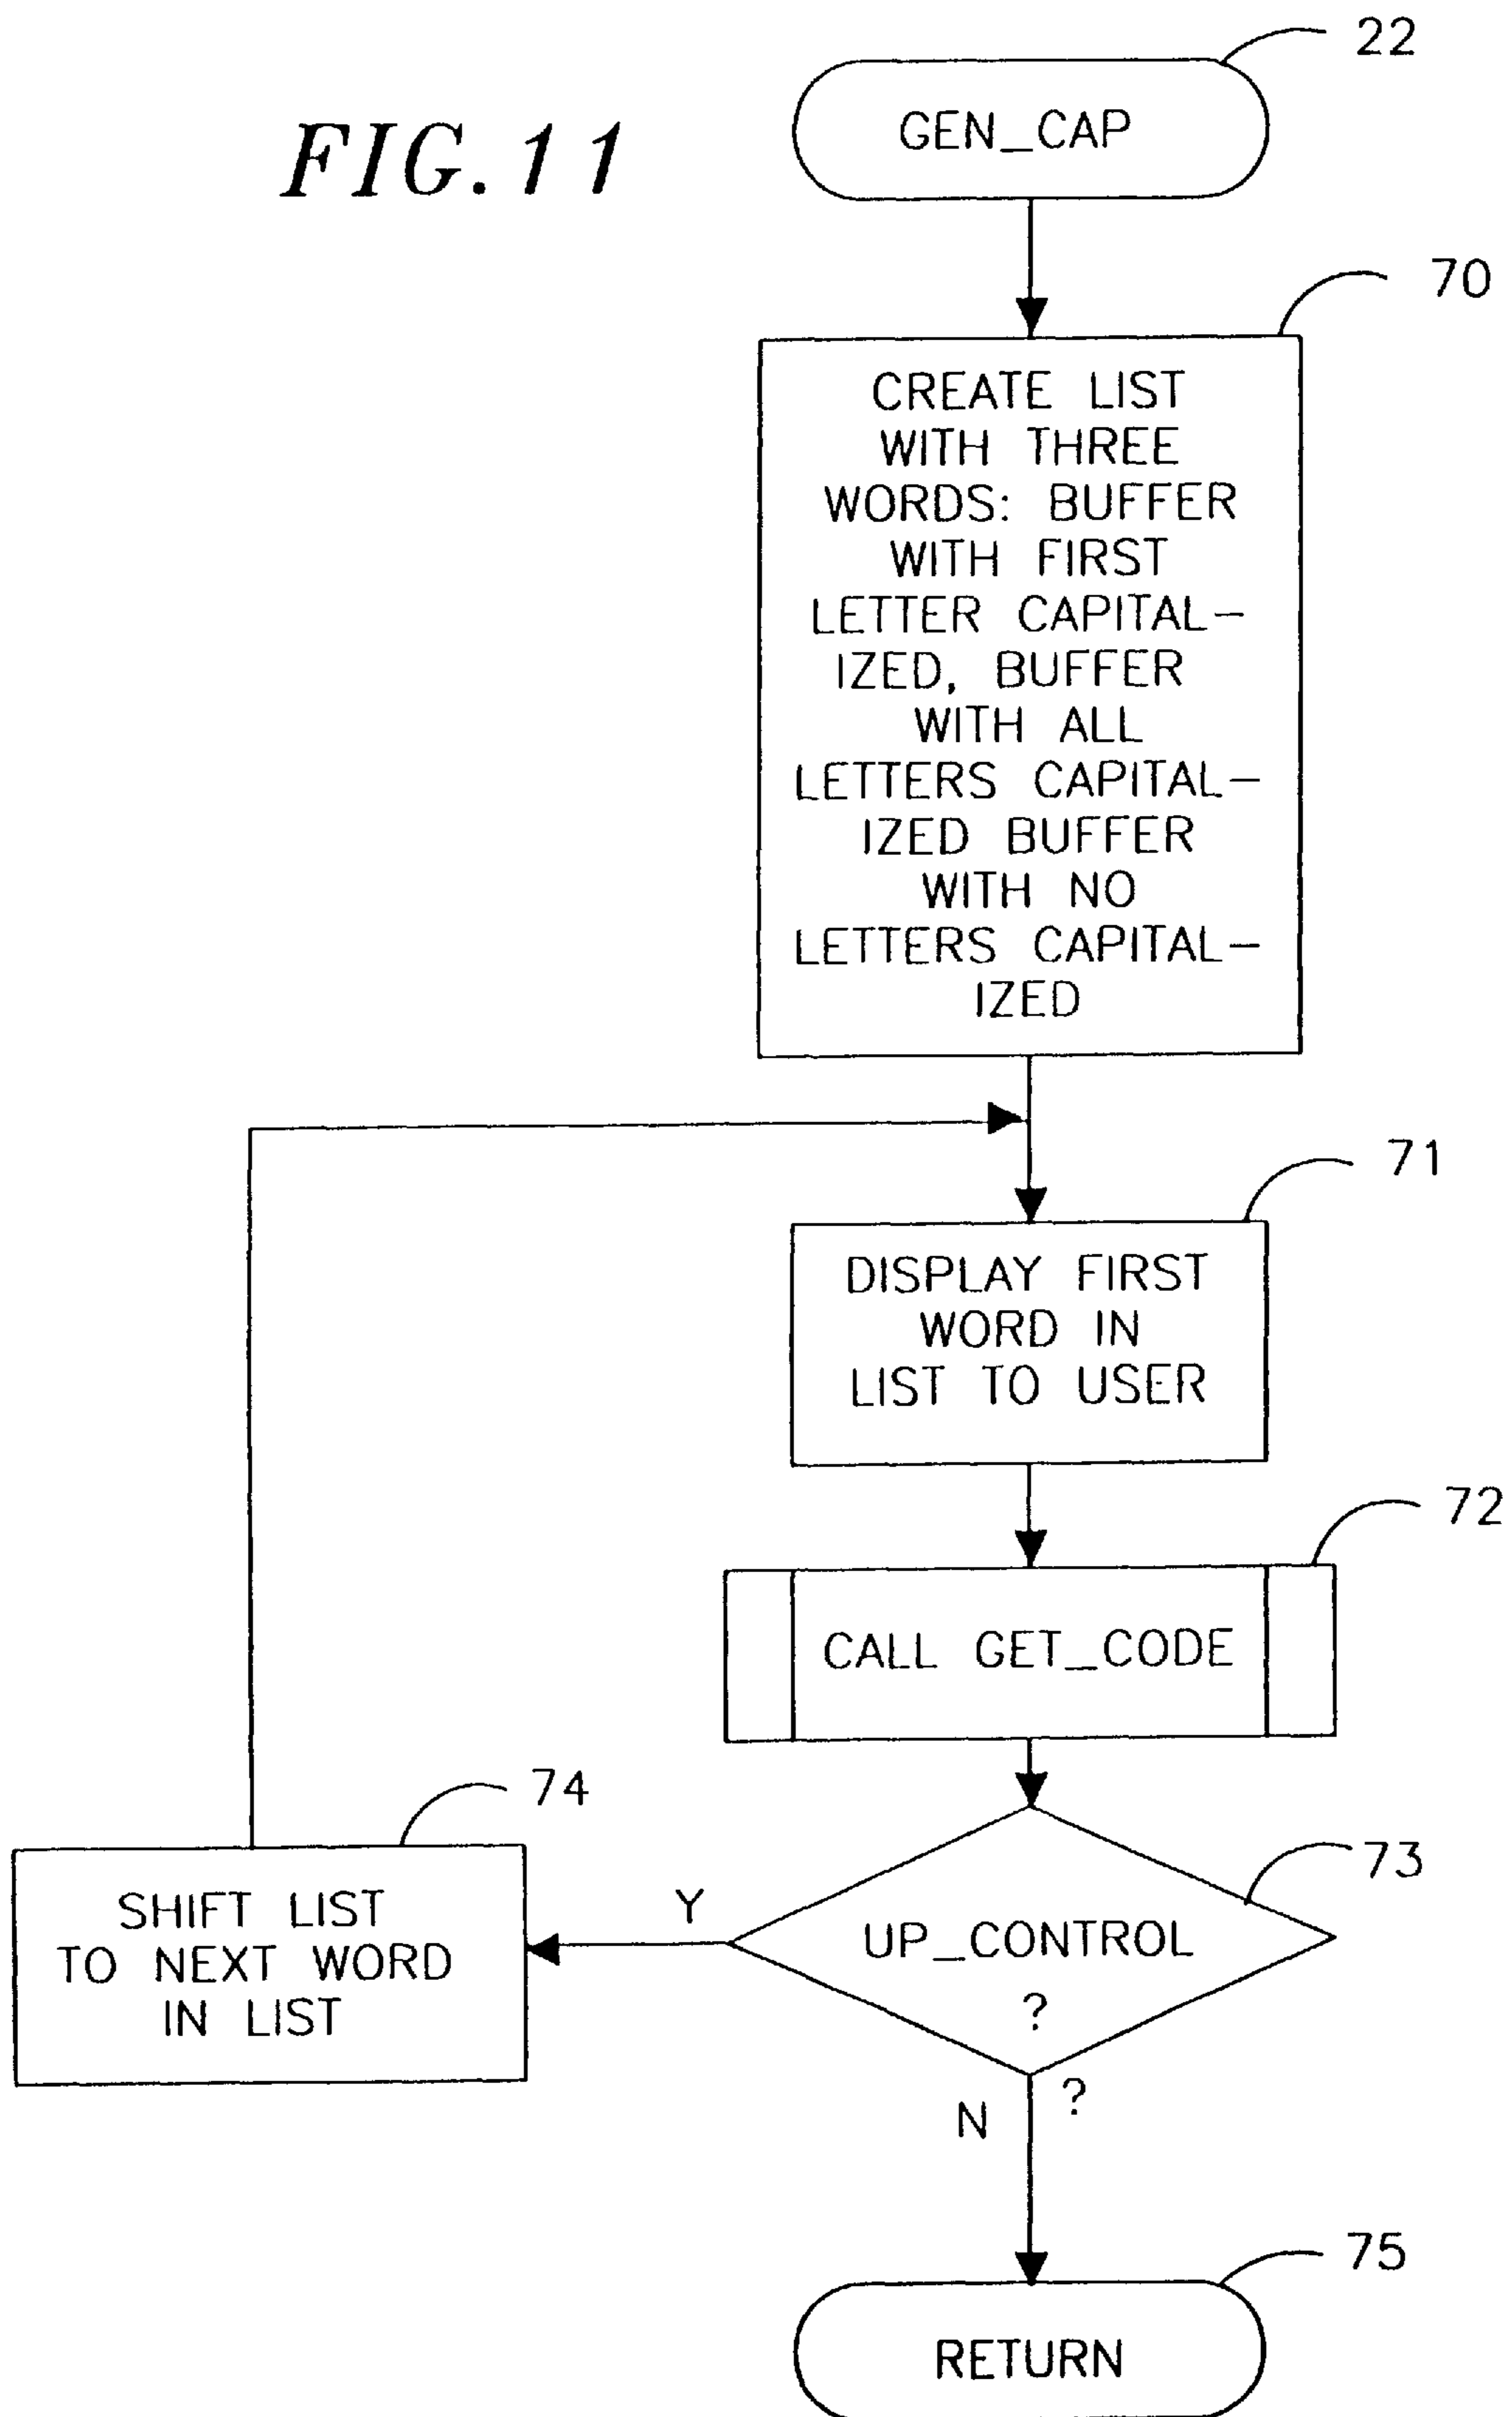 FIG. 11
22
GEN_CAP
70
CREATE LIST
WITH THREE
WORDS: BUFFER
WITH FIRST
LETTER CAPITAL-
IZED, BUFFER
WITH ALL
LETTERS CAPITAL-
IZED BUFFER
WITH NO
LETTERS CAPITAL-
IZED
71
DISPLAY FIRST
WORD IN
LIST TO USER
72
CALL GET_CODE
73
UP_CONTROL
?
Y
74
SHIFT LIST
TO NEXT WORD
IN LIST
N
?
75
RETURN